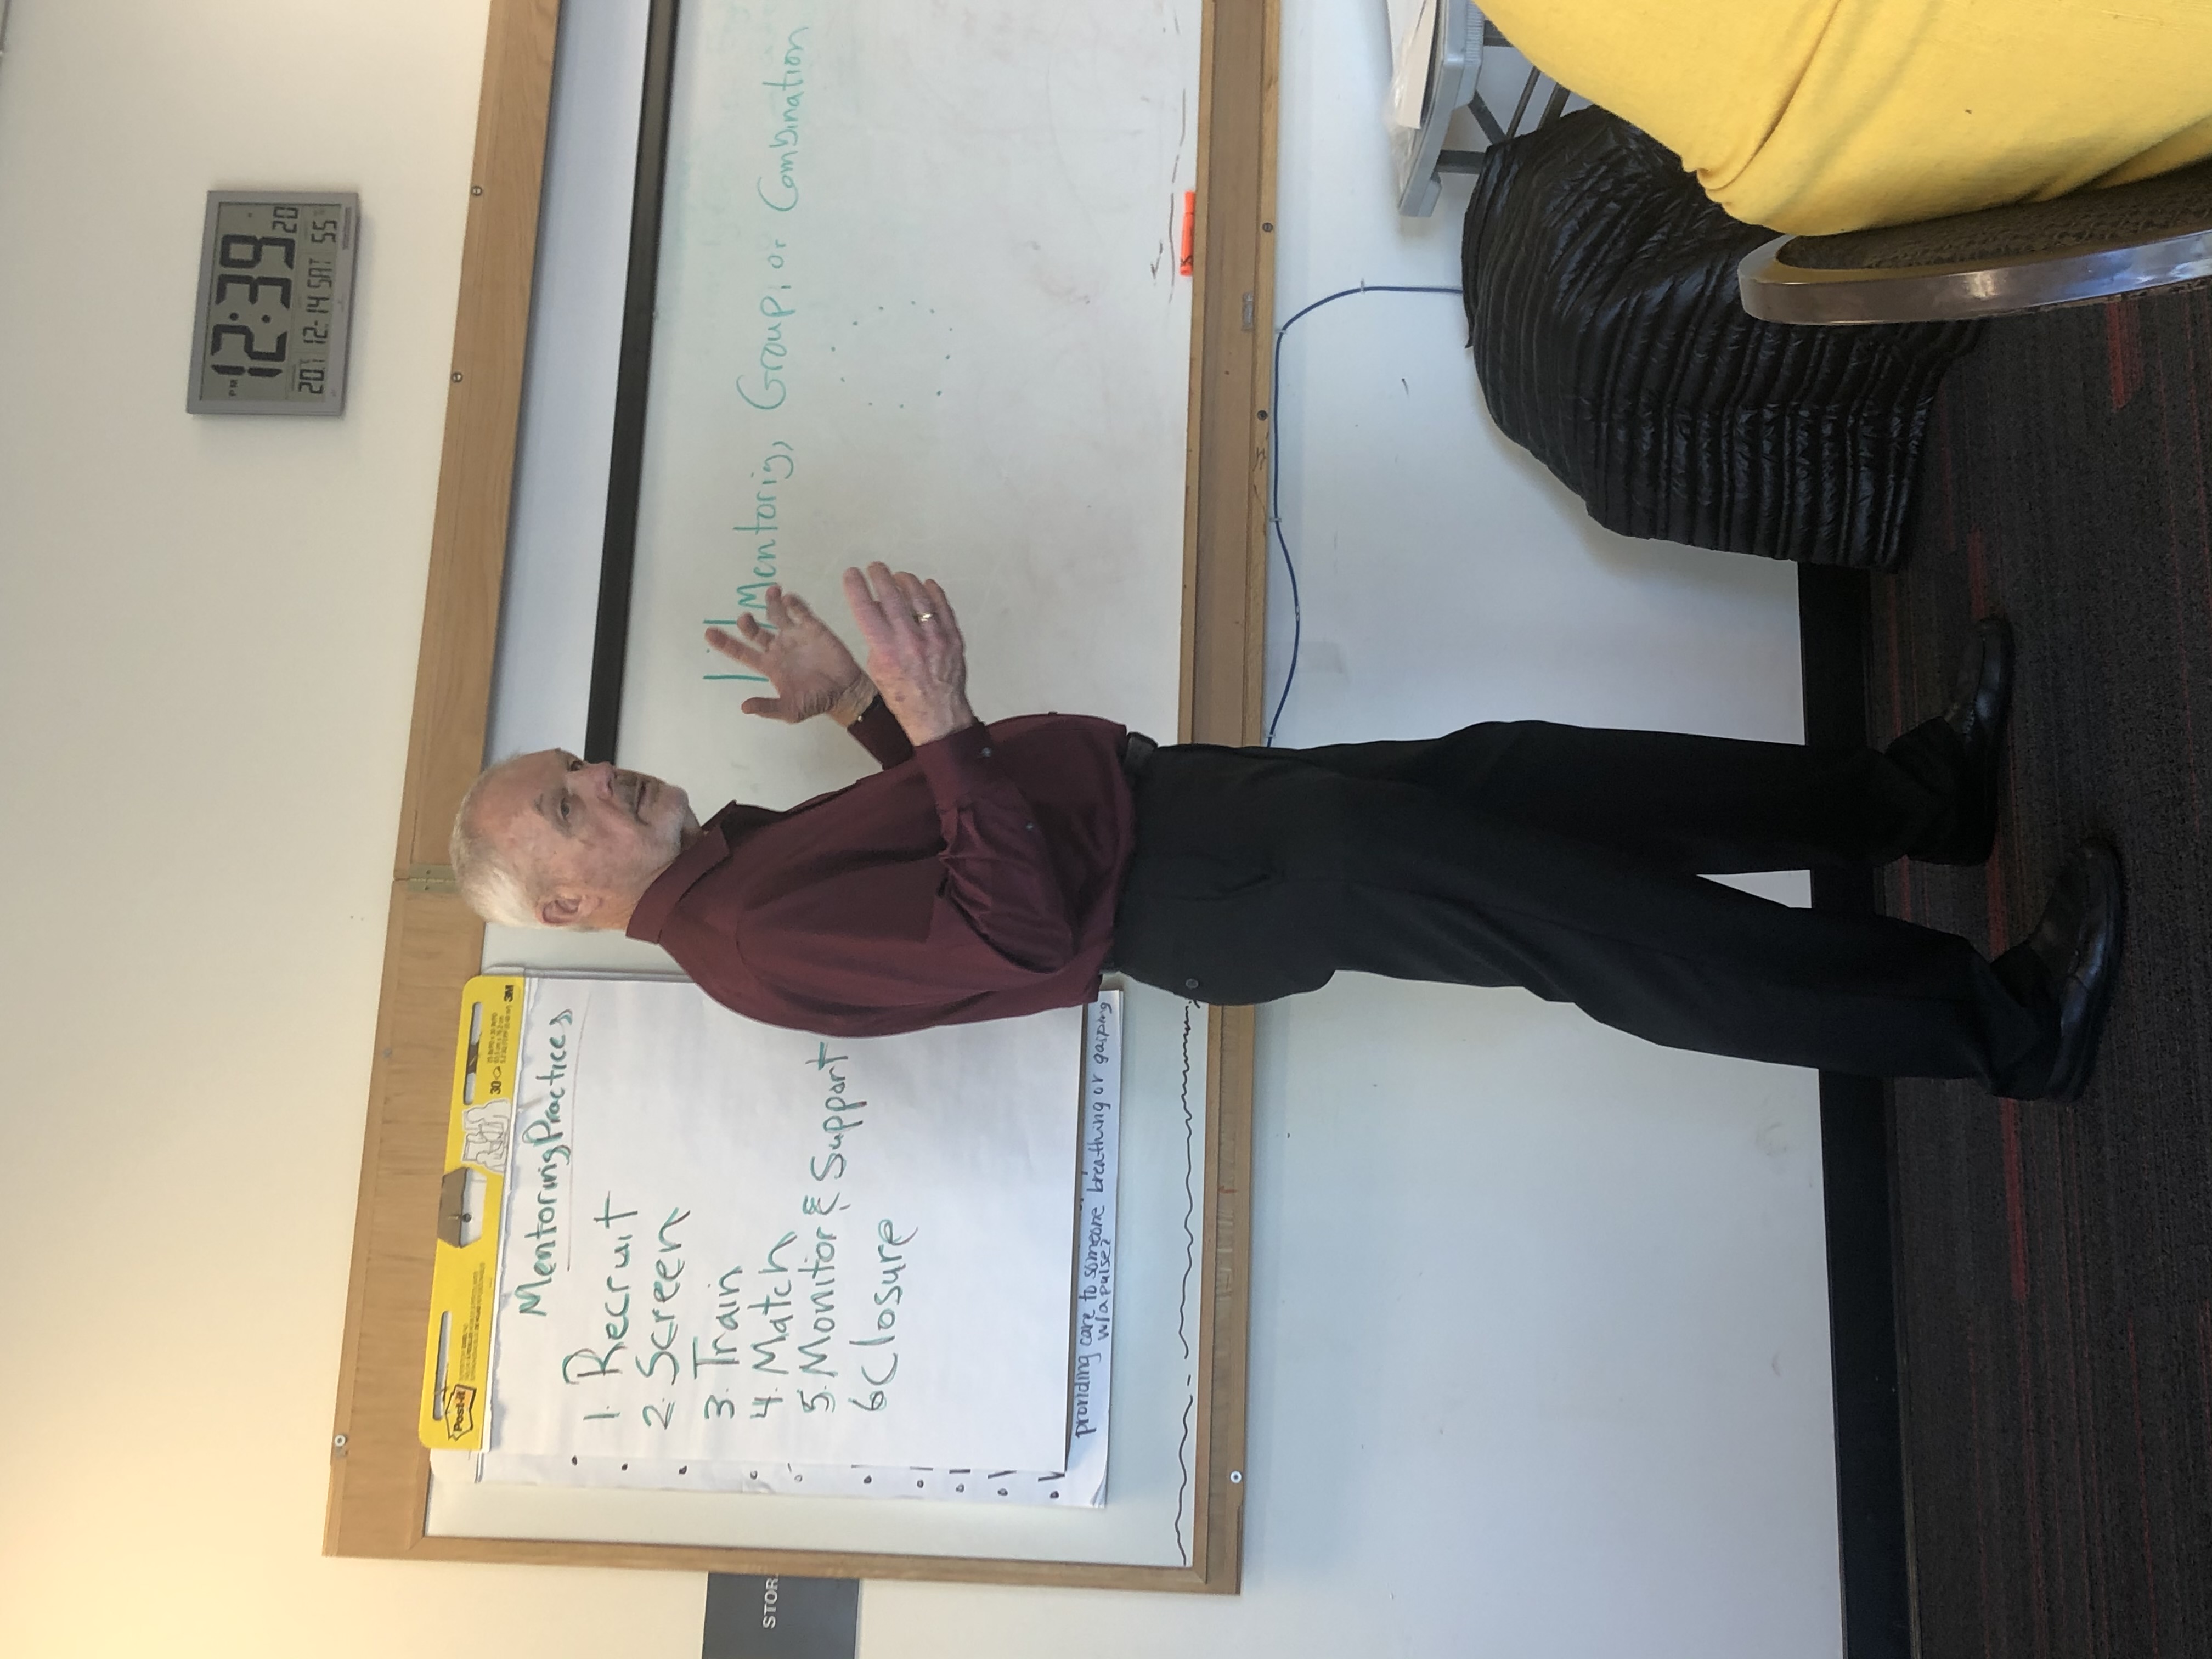 PM 12:39 20
20.1 12-14 SAT 55
Post-it
30
3M
Mentoring Practices
1. Recruit
2. Screen
3. Train
4. Match
5. Monitor & Support
6 Closure
providing care to someone breathing or gasping
w/a pulse?
STOR
Mentorig, Group, or Combination